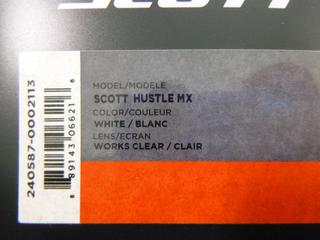 SCOTT
MODEL/MODELE
SCOTT HUSTLE MX
COLOR/COULEUR
WHITE / BLANC
LENS/ECRAN
WORKS CLEAR / CLAIR
240587-0002113
8 89143 06621 8